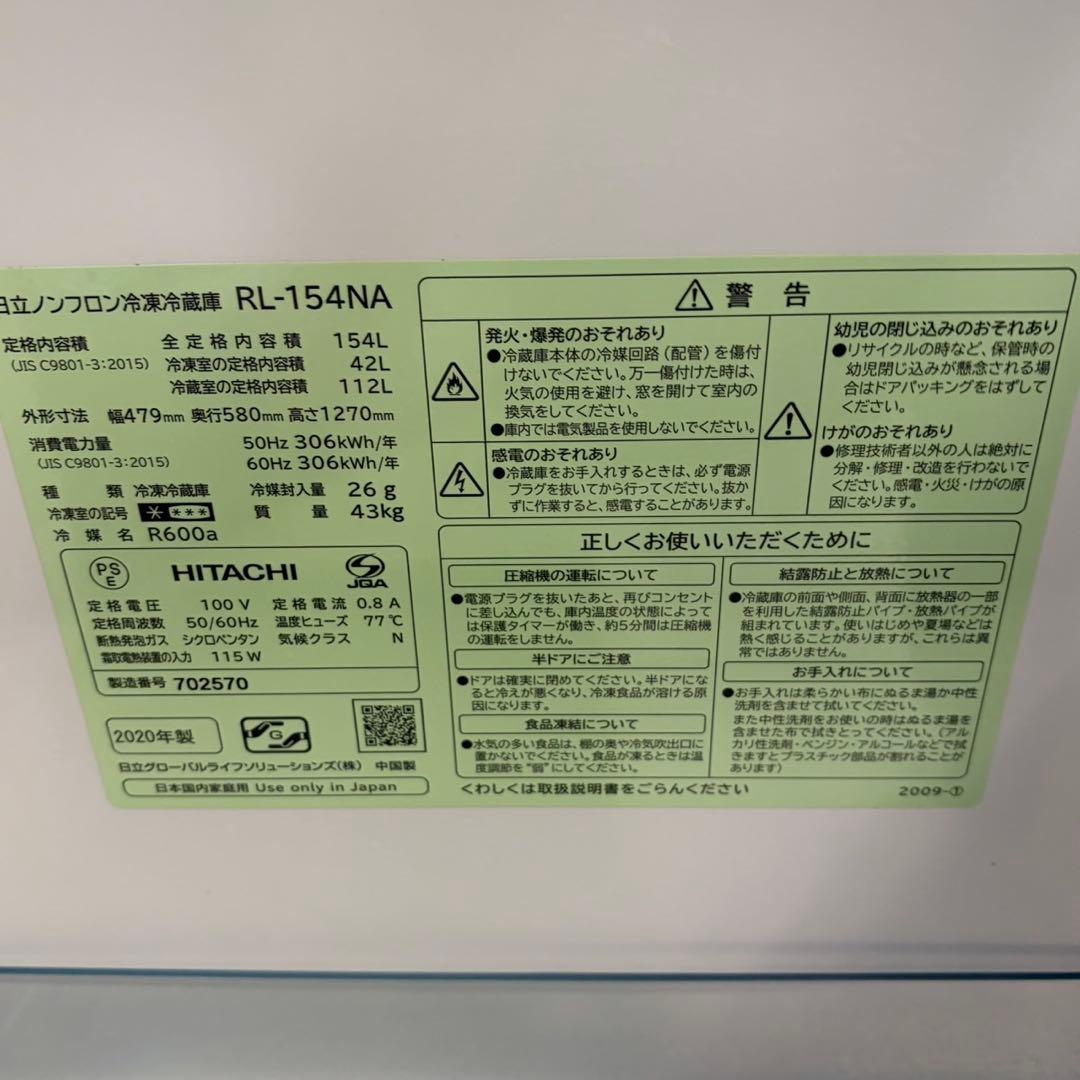 日立ノンフロン冷凍冷蔵庫 RL-154NA
定格内容積 全定格内容積 154L
(JIS C9801-3:2015) 冷凍室の定格内容積 42L
冷蔵室の定格内容積 112L
外形寸法 幅479mm 奥行580mm 高さ1270mm
消費電力量 50Hz 306kWh/年
(JIS C9801-3:2015) 60Hz 306kWh/年
種類 冷凍冷蔵庫 冷媒封入量 26g
冷凍室の記号 ＊*** 質量 43kg
冷媒名 R600a
PS
E
HITACHI
JQA
定格電圧 100V 定格電流 0.8A
定格周波数 50/60Hz 温度ヒューズ 77℃
断熱発泡ガス シクロペンタン 気候クラス N
霜取電熱装置の入力 115W
製造番号 702570
2020年製
G
日立グローバルライフソリューションズ(株) 中国製
日本国内家庭用 Use only in Japan
警告
発火・爆発のおそれあり
●冷蔵庫本体の冷媒回路(配管)を傷付
けないでください。万一傷付けた時は、
火気の使用を避け、窓を開けて室内の
換気をしてください。
●庫内では電気製品を使用しないでください。
感電のおそれあり
●冷蔵庫をお手入れするときは、必ず電源
プラグを抜いてから行ってください。抜か
ずに作業すると、感電することがあります。
幼児の閉じ込みのおそれあり
●リサイクルの時など、保管時の
幼児閉じ込みが懸念される場
合はドアパッキングをはずして
ください。
けがのおそれあり
●修理技術者以外の人は絶対に
分解・修理・改造を行わないで
ください。感電・火災・けがの原
因になります。
正しくお使いいただくために
圧縮機の運転について
●電源プラグを抜いたあと、再びコンセント
に差し込んでも、庫内温度の状態によって
は保護タイマーが働き、約5分間は圧縮機
の運転をしません。
半ドアにご注意
●ドアは確実に閉めてください。半ドアにな
ると冷えが悪くなり、冷凍食品が溶ける原
因になります。
食品凍結について
●水気の多い食品は、棚の奥や冷気吹出口に
置かないでください。食品が凍るときは温
度調節を“弱”にしてください。
結露防止と放熱について
●冷蔵庫の前面や側面、背面に放熱器の一部
を利用した結露防止パイプ・放熱パイプが
組まれています。使いはじめや夏場などは
熱く感じることがありますが、これらは異
常ではありません。
お手入れについて
●お手入れは柔らかい布にぬるま湯か中性
洗剤を含ませて拭いてください。
また中性洗剤をお使いの時はぬるま湯を
含ませた布で拭きとってください。(アル
カリ性洗剤・ベンジン・アルコールなどで拭
きますとプラスチック部品が割れることが
あります)
くわしくは取扱説明書をごらんください
2009-①